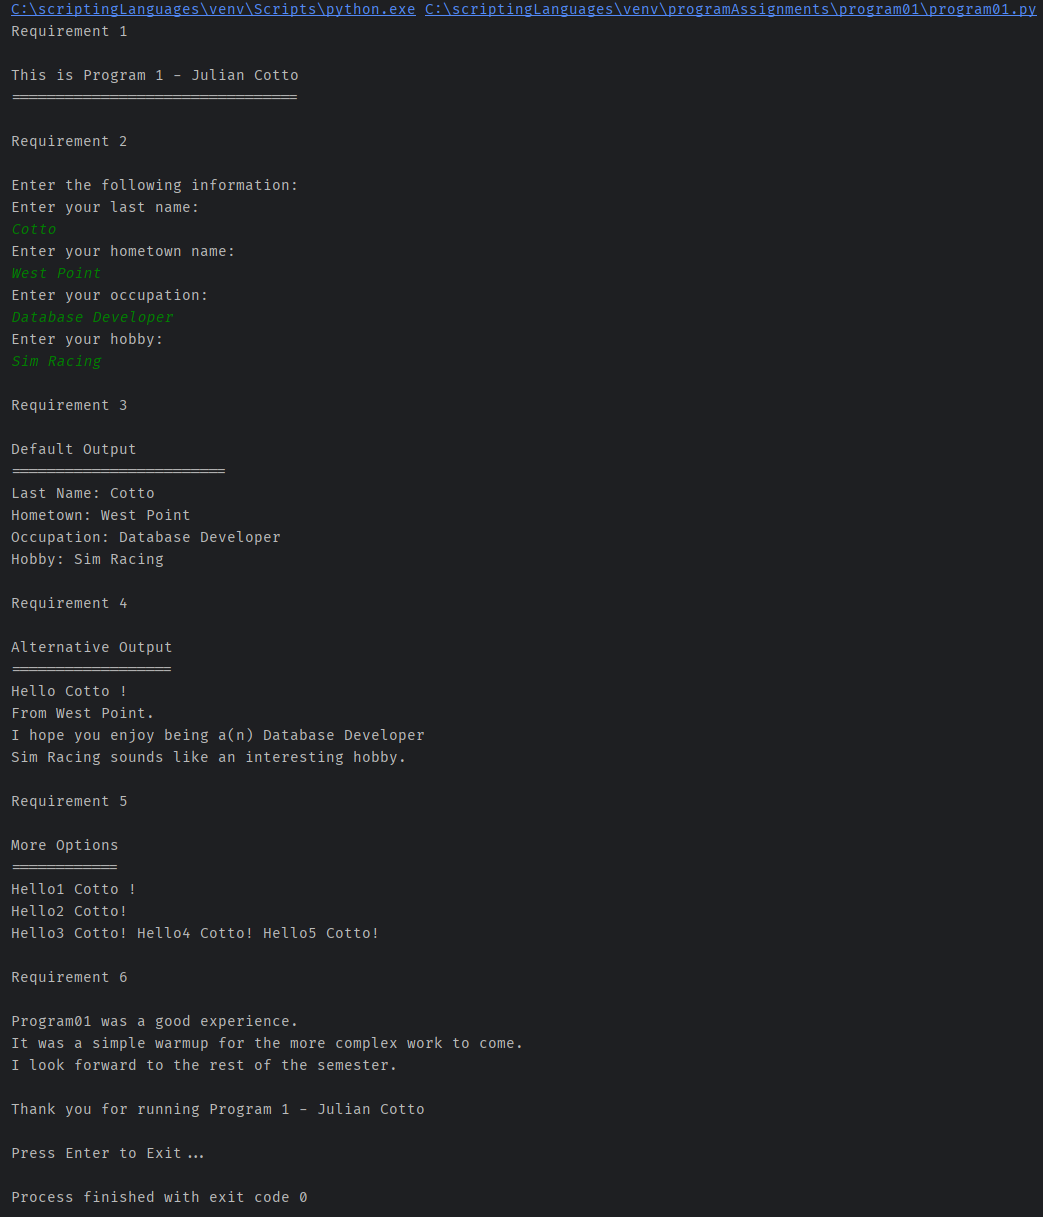 C:\scriptingLanguages\venv\Scripts\python.exe C:\scriptingLanguages\venv\programAssignments\program01\program01.py
Requirement 1
This is Program 1 - Julian Cotto
================================
Requirement 2
Enter the following information:
Enter your last name:
Cotto
Enter your hometown name:
West Point
Enter your occupation:
Database Developer
Enter your hobby:
Sim Racing
Requirement 3
Default Output
========================
Last Name: Cotto
Hometown: West Point
Occupation: Database Developer
Hobby: Sim Racing
Requirement 4
Alternative Output
==================
Hello Cotto !
From West Point.
I hope you enjoy being a(n) Database Developer
Sim Racing sounds like an interesting hobby.
Requirement 5
More Options
============
Hello1 Cotto !
Hello2 Cotto!
Hello3 Cotto! Hello4 Cotto! Hello5 Cotto!
Requirement 6
Program01 was a good experience.
It was a simple warmup for the more complex work to come.
I look forward to the rest of the semester.
Thank you for running Program 1 - Julian Cotto
Press Enter to Exit...
Process finished with exit code 0